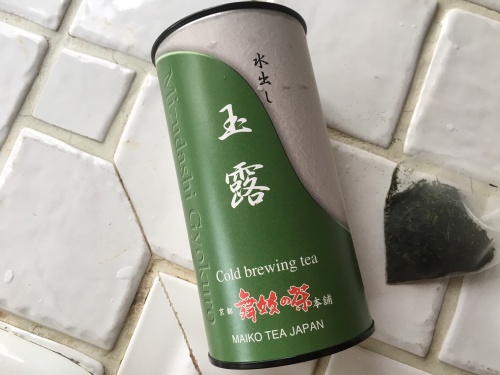 水出し
玉露
Mizudashi Gyokuro
Cold brewing tea
京都 舞妓の茶本舗
MAIKO TEA JAPAN